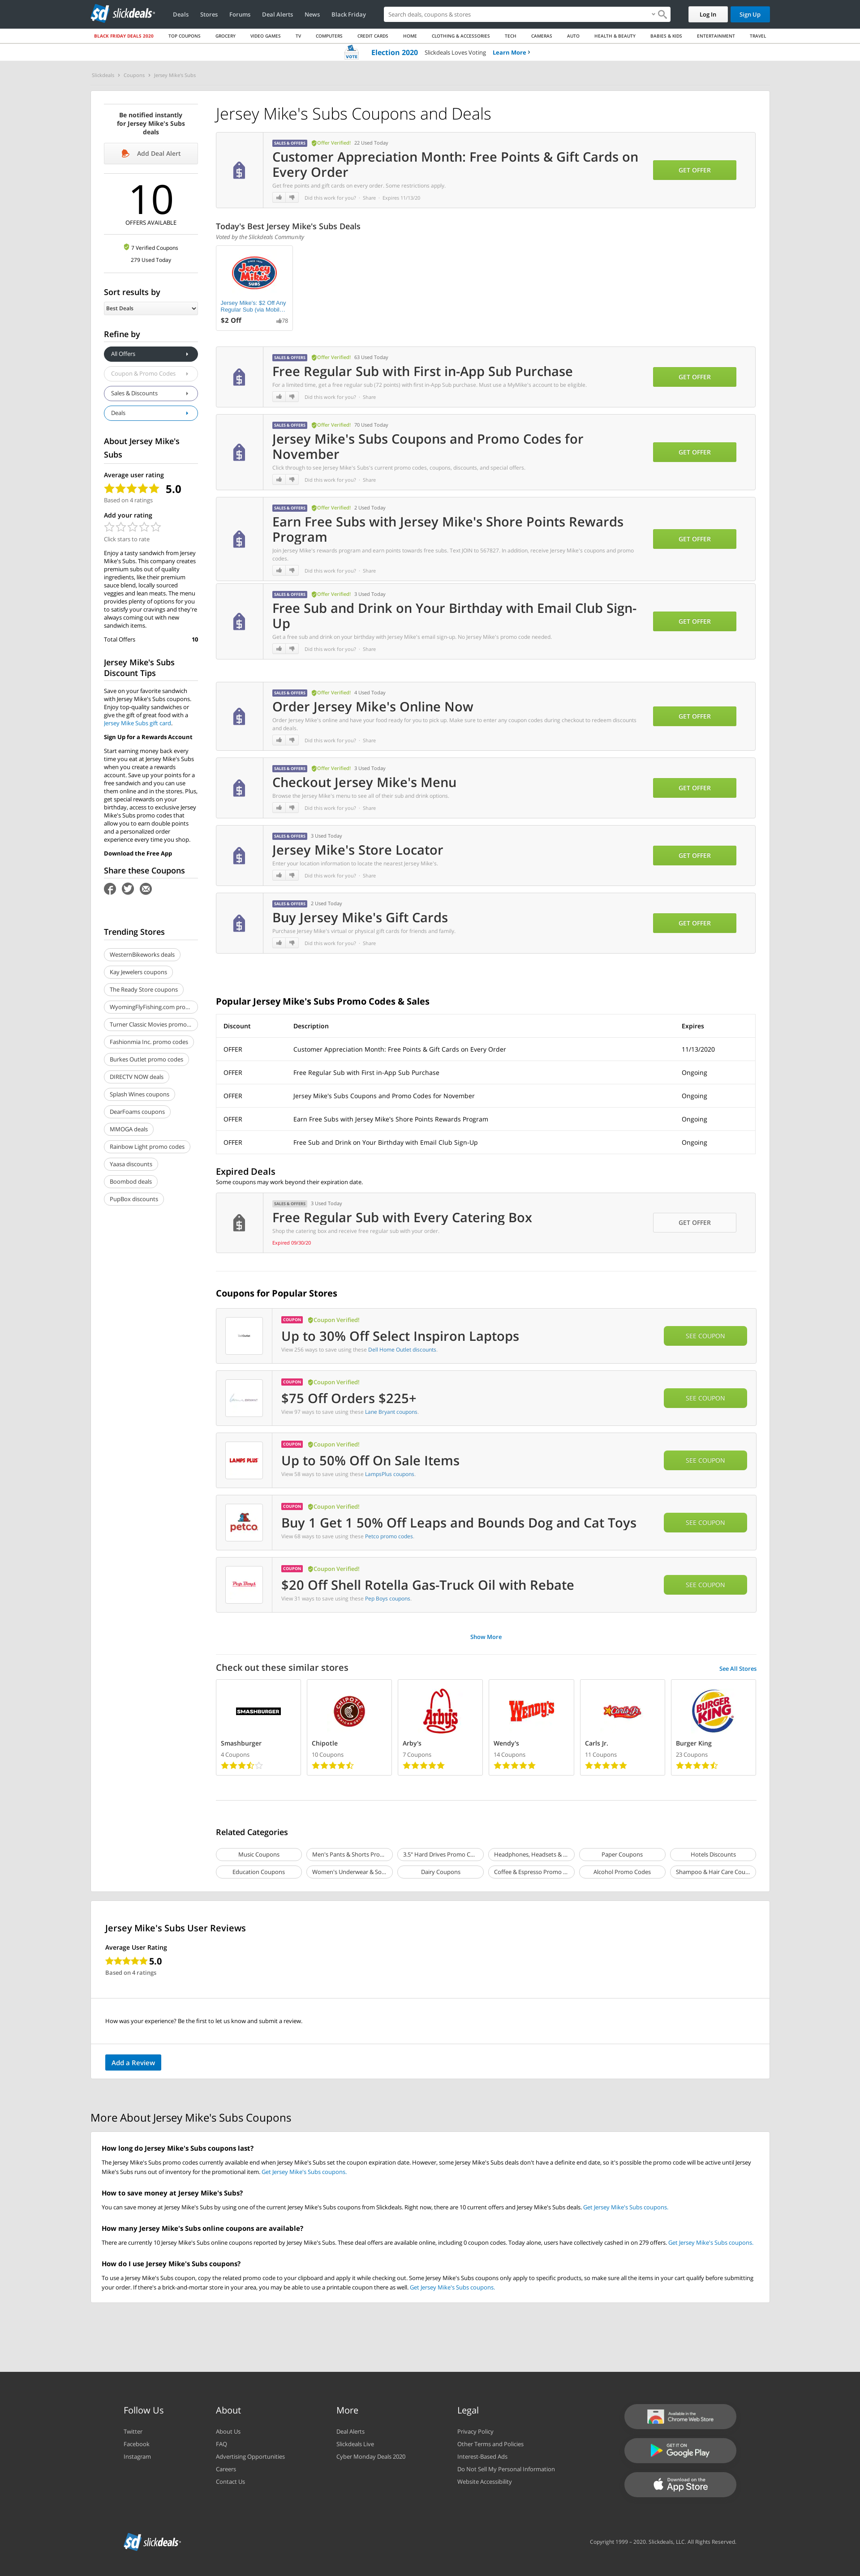 sd slickdeals
Deals Stores Forums Deal Alerts News Black Friday
Search deals, coupons & stores
Log In
Sign Up
BLACK FRIDAY DEALS 2020 TOP COUPONS GROCERY VIDEO GAMES TV COMPUTERS CREDIT CARDS HOME CLOTHING & ACCESSORIES TECH CAMERAS AUTO HEALTH & BEAUTY BABIES & KIDS ENTERTAINMENT TRAVEL
VOTE Election 2020 Slickdeals Loves Voting Learn More ›
Slickdeals › Coupons › Jersey Mike's Subs
Be notified instantly
for Jersey Mike's Subs
deals
Add Deal Alert
10
OFFERS AVAILABLE
7 Verified Coupons
279 Used Today
Sort results by
Best Deals
Refine by
All Offers
Coupon & Promo Codes
Sales & Discounts
Deals
About Jersey Mike's
Subs
Average user rating
5.0
Based on 4 ratings
Add your rating
Click stars to rate
Enjoy a tasty sandwich from Jersey
Mike's Subs. This company creates
premium subs out of quality
ingredients, like their premium
sauce blend, locally sourced
veggies and lean meats. The menu
provides plenty of options for you
to satisfy your cravings and they're
always coming out with new
sandwich items.
Total Offers 10
Jersey Mike's Subs
Discount Tips
Save on your favorite sandwich
with Jersey Mike's Subs coupons.
Enjoy top-quality sandwiches or
give the gift of great food with a
Jersey Mike Subs gift card.
Sign Up for a Rewards Account
Start earning money back every
time you eat at Jersey Mike's Subs
when you create a rewards
account. Save up your points for a
free sandwich and you can use
them online and in the stores. Plus,
get special rewards on your
birthday, access to exclusive Jersey
Mike's Subs promo codes that
allow you to earn double points
and a personalized order
experience every time you shop.
Download the Free App
Share these Coupons
Trending Stores
WesternBikeworks deals
Kay Jewelers coupons
The Ready Store coupons
WyomingFlyFishing.com pro...
Turner Classic Movies promo...
Fashionmia Inc. promo codes
Burkes Outlet promo codes
DIRECTV NOW deals
Splash Wines coupons
DearFoams coupons
MMOGA deals
Rainbow Light promo codes
Yaasa discounts
Boombod deals
PupBox discounts
Jersey Mike's Subs Coupons and Deals
SALES & OFFERS Offer Verified! 22 Used Today
Customer Appreciation Month: Free Points & Gift Cards on
Every Order
Get free points and gift cards on every order. Some restrictions apply.
Did this work for you? · Share · Expires 11/13/20
GET OFFER
Today's Best Jersey Mike's Subs Deals
Voted by the Slickdeals Community
Jersey Mike's SUBS
Jersey Mike's: $2 Off Any
Regular Sub (via Mobil...
$2 Off 78
SALES & OFFERS Offer Verified! 63 Used Today
Free Regular Sub with First in-App Sub Purchase
For a limited time, get a free regular sub (72 points) with first in-App Sub purchase. Must use a MyMike's account to be eligible.
Did this work for you? · Share
GET OFFER
SALES & OFFERS Offer Verified! 70 Used Today
Jersey Mike's Subs Coupons and Promo Codes for
November
Click through to see Jersey Mike's Subs's current promo codes, coupons, discounts, and special offers.
Did this work for you? · Share
GET OFFER
SALES & OFFERS Offer Verified! 2 Used Today
Earn Free Subs with Jersey Mike's Shore Points Rewards
Program
Join Jersey Mike's rewards program and earn points towards free subs. Text JOIN to 567827. In addition, receive Jersey Mike's coupons and promo
codes.
Did this work for you? · Share
GET OFFER
SALES & OFFERS Offer Verified! 3 Used Today
Free Sub and Drink on Your Birthday with Email Club Sign-
Up
Get a free sub and drink on your birthday with Jersey Mike's email sign-up. No Jersey Mike's promo code needed.
Did this work for you? · Share
GET OFFER
SALES & OFFERS Offer Verified! 4 Used Today
Order Jersey Mike's Online Now
Order Jersey Mike's online and have your food ready for you to pick up. Make sure to enter any coupon codes during checkout to redeem discounts
and deals.
Did this work for you? · Share
GET OFFER
SALES & OFFERS Offer Verified! 3 Used Today
Checkout Jersey Mike's Menu
Browse the Jersey Mike's menu to see all of their sub and drink options.
Did this work for you? · Share
GET OFFER
SALES & OFFERS 3 Used Today
Jersey Mike's Store Locator
Enter your location information to locate the nearest Jersey Mike's.
Did this work for you? · Share
GET OFFER
SALES & OFFERS 2 Used Today
Buy Jersey Mike's Gift Cards
Purchase Jersey Mike's virtual or physical gift cards for friends and family.
Did this work for you? · Share
GET OFFER
Popular Jersey Mike's Subs Promo Codes & Sales
Discount Description Expires
OFFER Customer Appreciation Month: Free Points & Gift Cards on Every Order 11/13/2020
OFFER Free Regular Sub with First in-App Sub Purchase Ongoing
OFFER Jersey Mike's Subs Coupons and Promo Codes for November Ongoing
OFFER Earn Free Subs with Jersey Mike's Shore Points Rewards Program Ongoing
OFFER Free Sub and Drink on Your Birthday with Email Club Sign-Up Ongoing
Expired Deals
Some coupons may work beyond their expiration date.
SALES & OFFERS 3 Used Today
Free Regular Sub with Every Catering Box
Shop the catering box and receive free regular sub with your order.
Expired 09/30/20
GET OFFER
Coupons for Popular Stores
COUPON Coupon Verified!
Up to 30% Off Select Inspiron Laptops
View 256 ways to save using these Dell Home Outlet discounts.
SEE COUPON
COUPON Coupon Verified!
$75 Off Orders $225+
View 97 ways to save using these Lane Bryant coupons.
SEE COUPON
LAMPS PLUS
COUPON Coupon Verified!
Up to 50% Off On Sale Items
View 58 ways to save using these LampsPlus coupons.
SEE COUPON
petco
COUPON Coupon Verified!
Buy 1 Get 1 50% Off Leaps and Bounds Dog and Cat Toys
View 68 ways to save using these Petco promo codes.
SEE COUPON
Pep Boys
COUPON Coupon Verified!
$20 Off Shell Rotella Gas-Truck Oil with Rebate
View 31 ways to save using these Pep Boys coupons.
SEE COUPON
Show More
Check out these similar stores
See All Stores
SMASHBURGER
Smashburger
4 Coupons
CHIPOTLE
Chipotle
10 Coupons
Arby's
Arby's
7 Coupons
Wendy's
Wendy's
14 Coupons
Carl's Jr.
Carls Jr.
11 Coupons
BURGER KING
Burger King
23 Coupons
Related Categories
Music Coupons Men's Pants & Shorts Pro... 3.5" Hard Drives Promo C... Headphones, Headsets & ... Paper Coupons Hotels Discounts
Education Coupons Women's Underwear & So... Dairy Coupons Coffee & Espresso Promo ... Alcohol Promo Codes Shampoo & Hair Care Cou...
Jersey Mike's Subs User Reviews
Average User Rating
5.0
Based on 4 ratings
How was your experience? Be the first to let us know and submit a review.
Add a Review
More About Jersey Mike's Subs Coupons
How long do Jersey Mike's Subs coupons last?
The Jersey Mike's Subs promo codes currently available end when Jersey Mike's Subs set the coupon expiration date. However, some Jersey Mike's Subs deals don't have a definite end date, so it's possible the promo code will be active until Jersey
Mike's Subs runs out of inventory for the promotional item. Get Jersey Mike's Subs coupons.
How to save money at Jersey Mike's Subs?
You can save money at Jersey Mike's Subs by using one of the current Jersey Mike's Subs coupons from Slickdeals. Right now, there are 10 current offers and Jersey Mike's Subs deals. Get Jersey Mike's Subs coupons.
How many Jersey Mike's Subs online coupons are available?
There are currently 10 Jersey Mike's Subs online coupons reported by Jersey Mike's Subs. These deal offers are available online, including 0 coupon codes. Today alone, users have collectively cashed in on 279 offers. Get Jersey Mike's Subs coupons.
How do I use Jersey Mike's Subs coupons?
To use a Jersey Mike's Subs coupon, copy the related promo code to your clipboard and apply it while checking out. Some Jersey Mike's Subs coupons only apply to specific products, so make sure all the items in your cart qualify before submitting
your order. If there's a brick-and-mortar store in your area, you may be able to use a printable coupon there as well. Get Jersey Mike's Subs coupons.
Follow Us
Twitter
Facebook
Instagram
About
About Us
FAQ
Advertising Opportunities
Careers
Contact Us
More
Deal Alerts
Slickdeals Live
Cyber Monday Deals 2020
Legal
Privacy Policy
Other Terms and Policies
Interest-Based Ads
Do Not Sell My Personal Information
Website Accessibility
Available in the
Chrome Web Store
GET IT ON
Google Play
Download on the
App Store
sd slickdeals
Copyright 1999 – 2020. Slickdeals, LLC. All Rights Reserved.